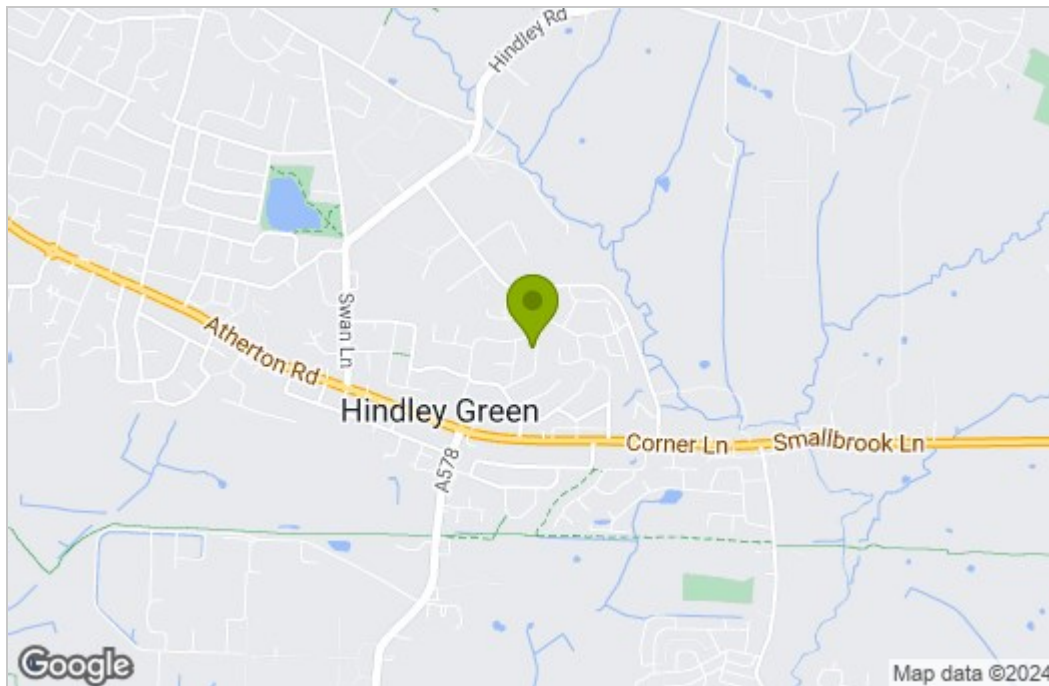 Hindley Rd
Swan Ln
Atherton Rd
Hindley Green
Corner Ln
Smallbrook Ln
A578
Google
Map data ©2024